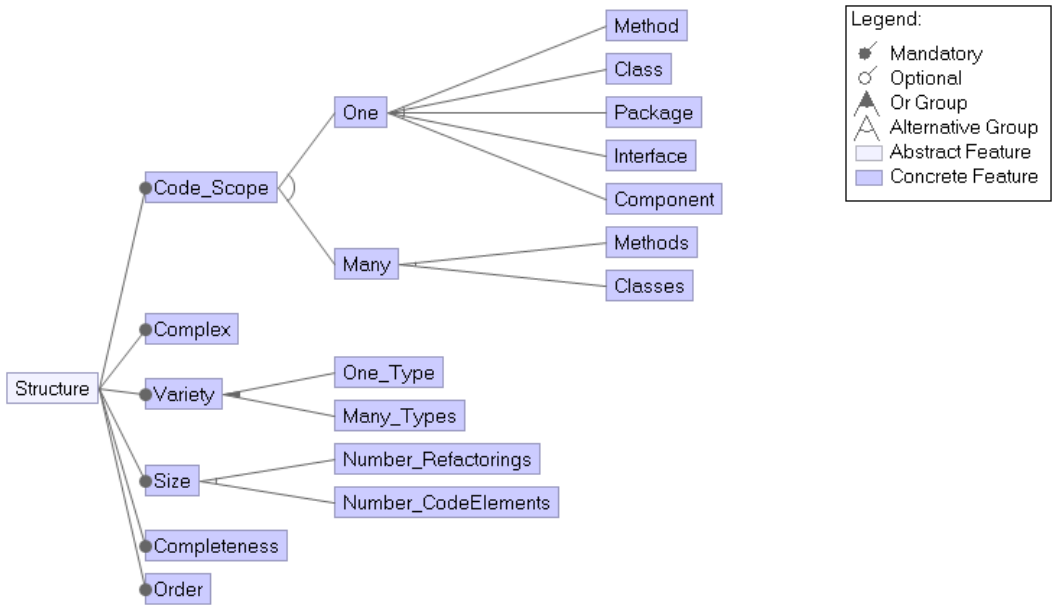 Method
Class
One
Package
Interface
Code_Scope
Component
Methods
Many
Classes
Complex
One_Type
Structure
Variety
Many_Types
Number_Refactorings
Size
Number_CodeElements
Completeness
Order
Legend:
Mandatory
Optional
Or Group
Alternative Group
Abstract Feature
Concrete Feature